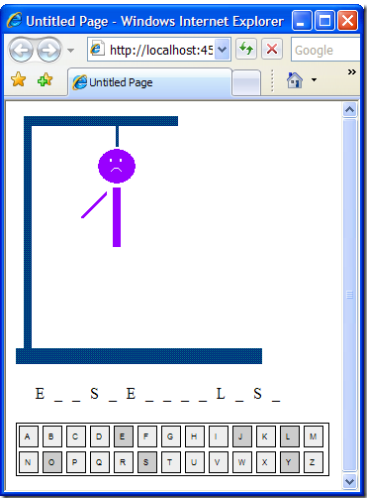 Untitled Page - Windows Internet Explorer
http://localhost:45
Google
Untitled Page
»
E _ _ S _ E _ _ _ _ L _ S _
A B C D E F G H I J K L M
N O P Q R S T U V W X Y Z